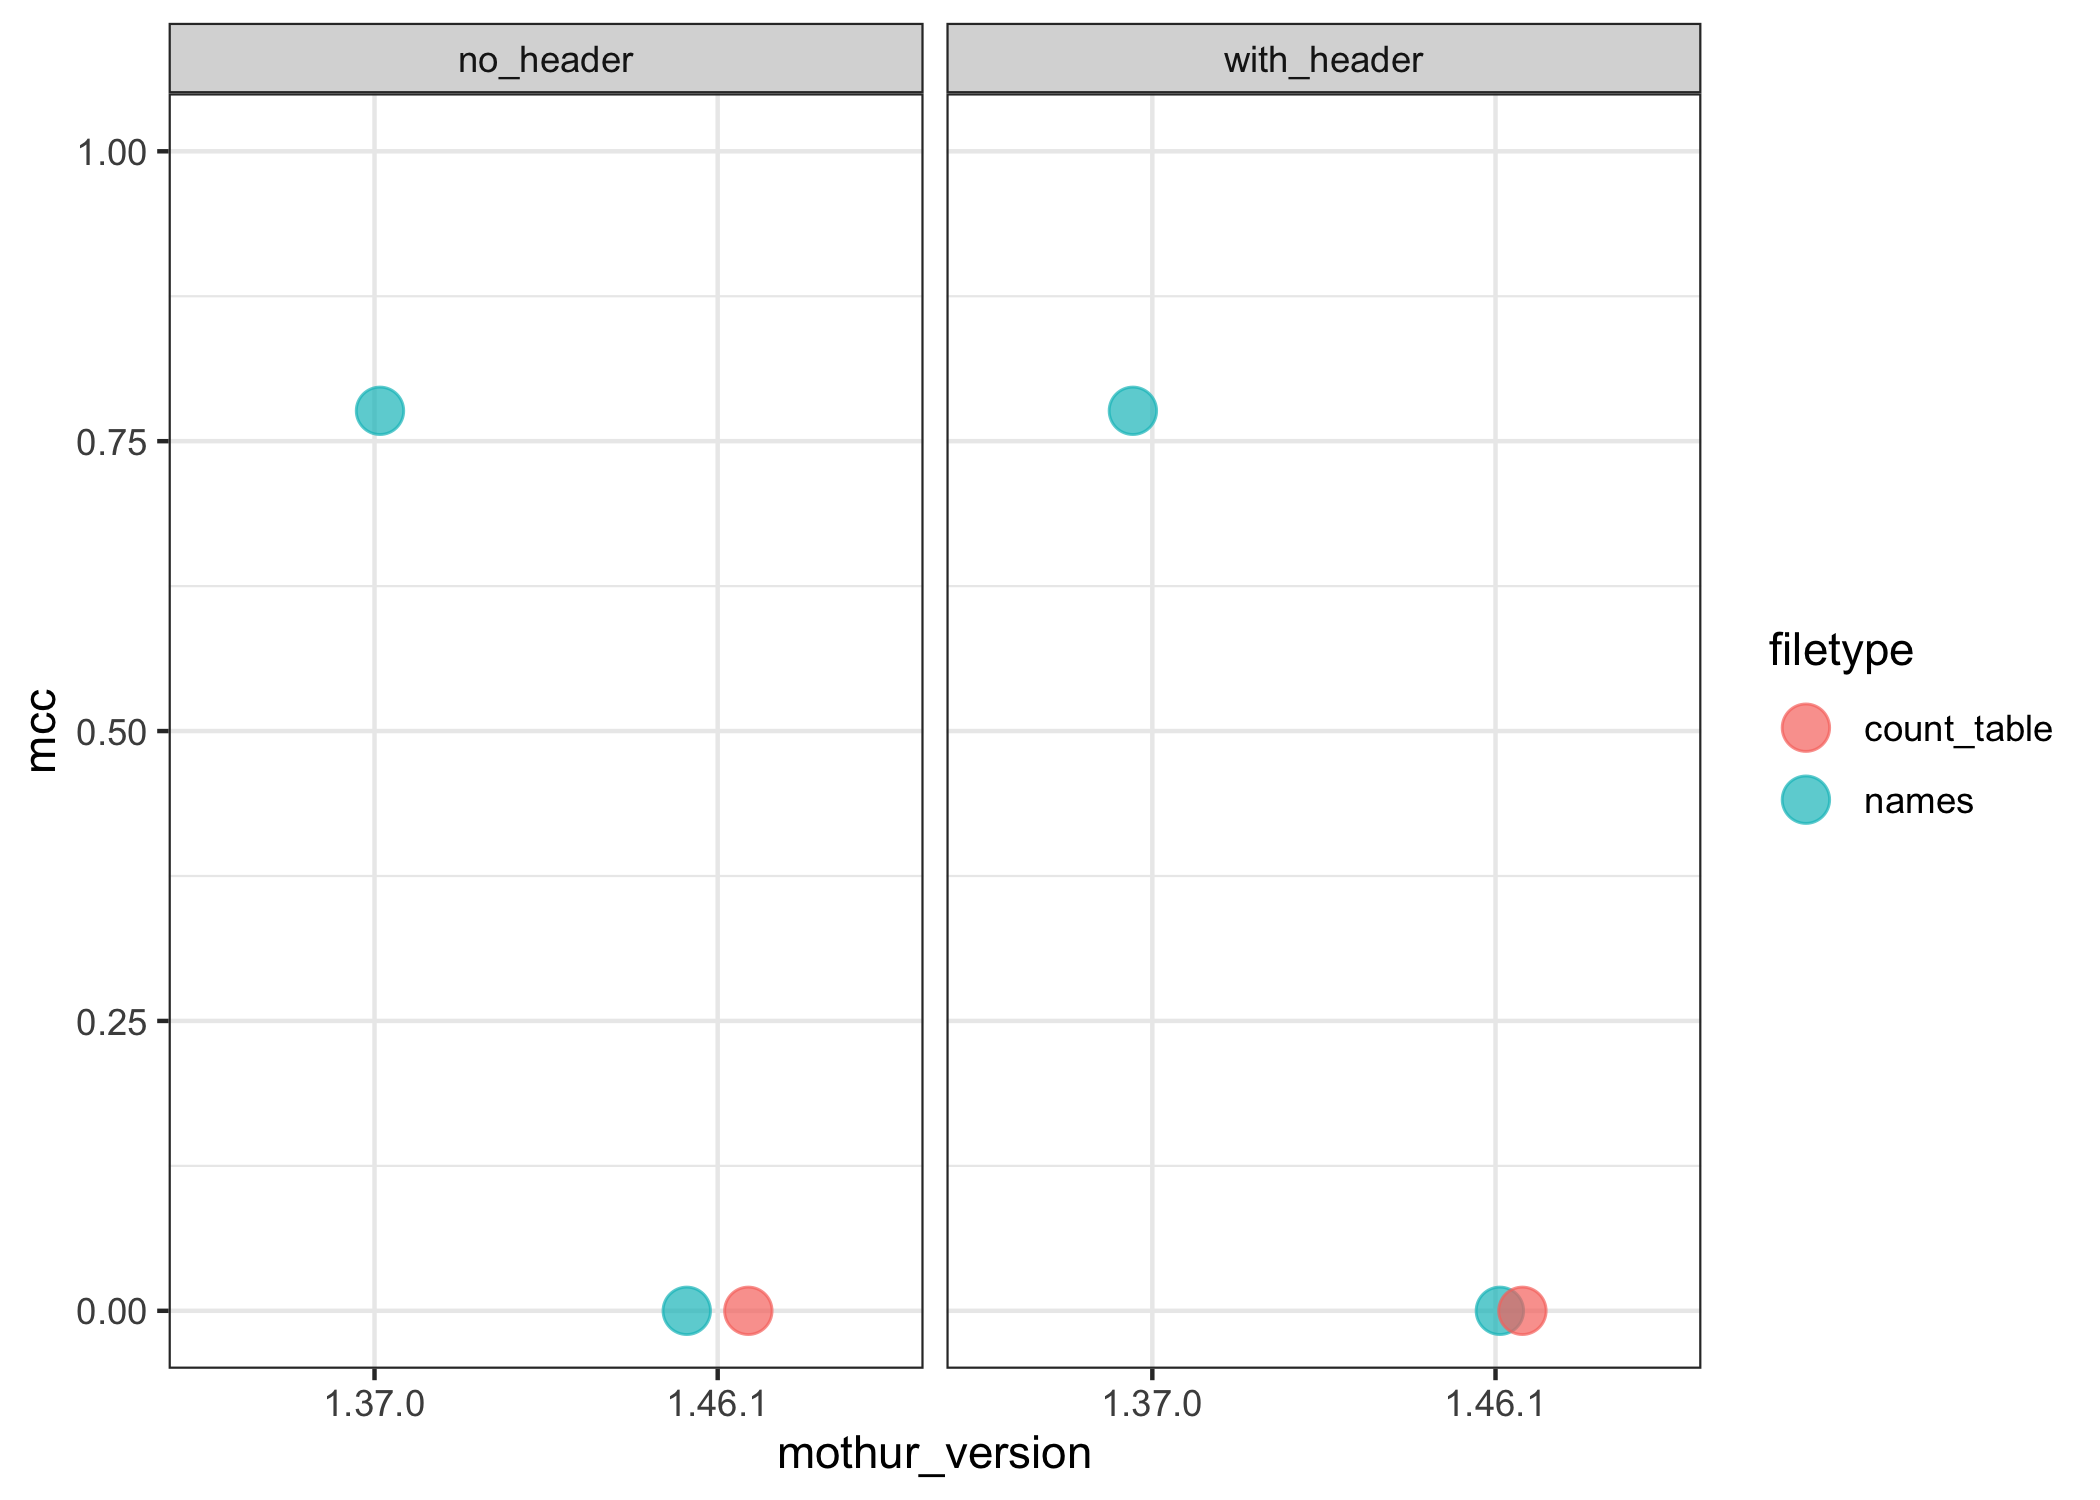 no_header
with_header
1.00
0.75
0.50
0.25
0.00
mcc
1.37.0
1.46.1
1.37.0
1.46.1
mothur_version
filetype
count_table
names